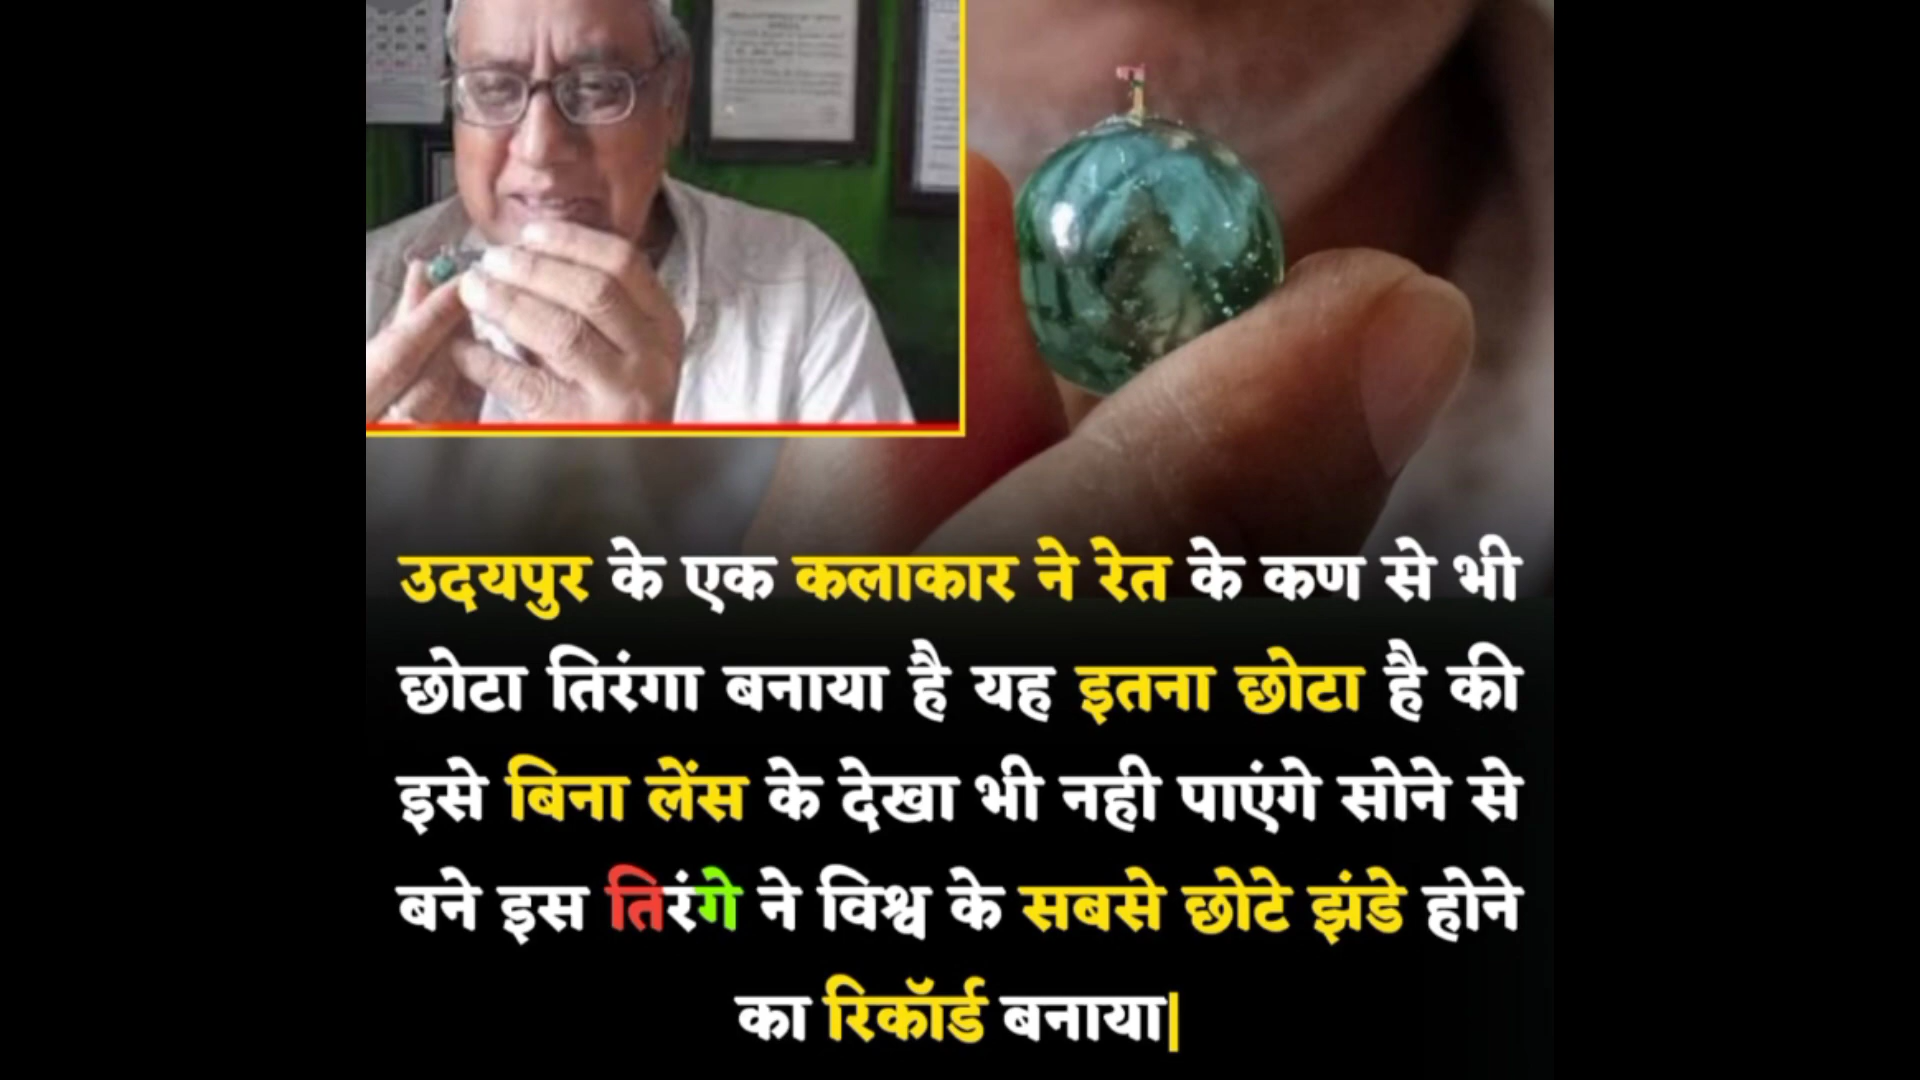 उदयपुर के एक कलाकार ने रेत के कण से भी
छोटा तिरंगा बनाया है यह इतना छोटा है की
इसे बिना लेंस के देखा भी नही पाएंगे सोने से
बने इस तिरंगे ने विश्व के सबसे छोटे झंडे होने
का रिकॉर्ड बनाया|